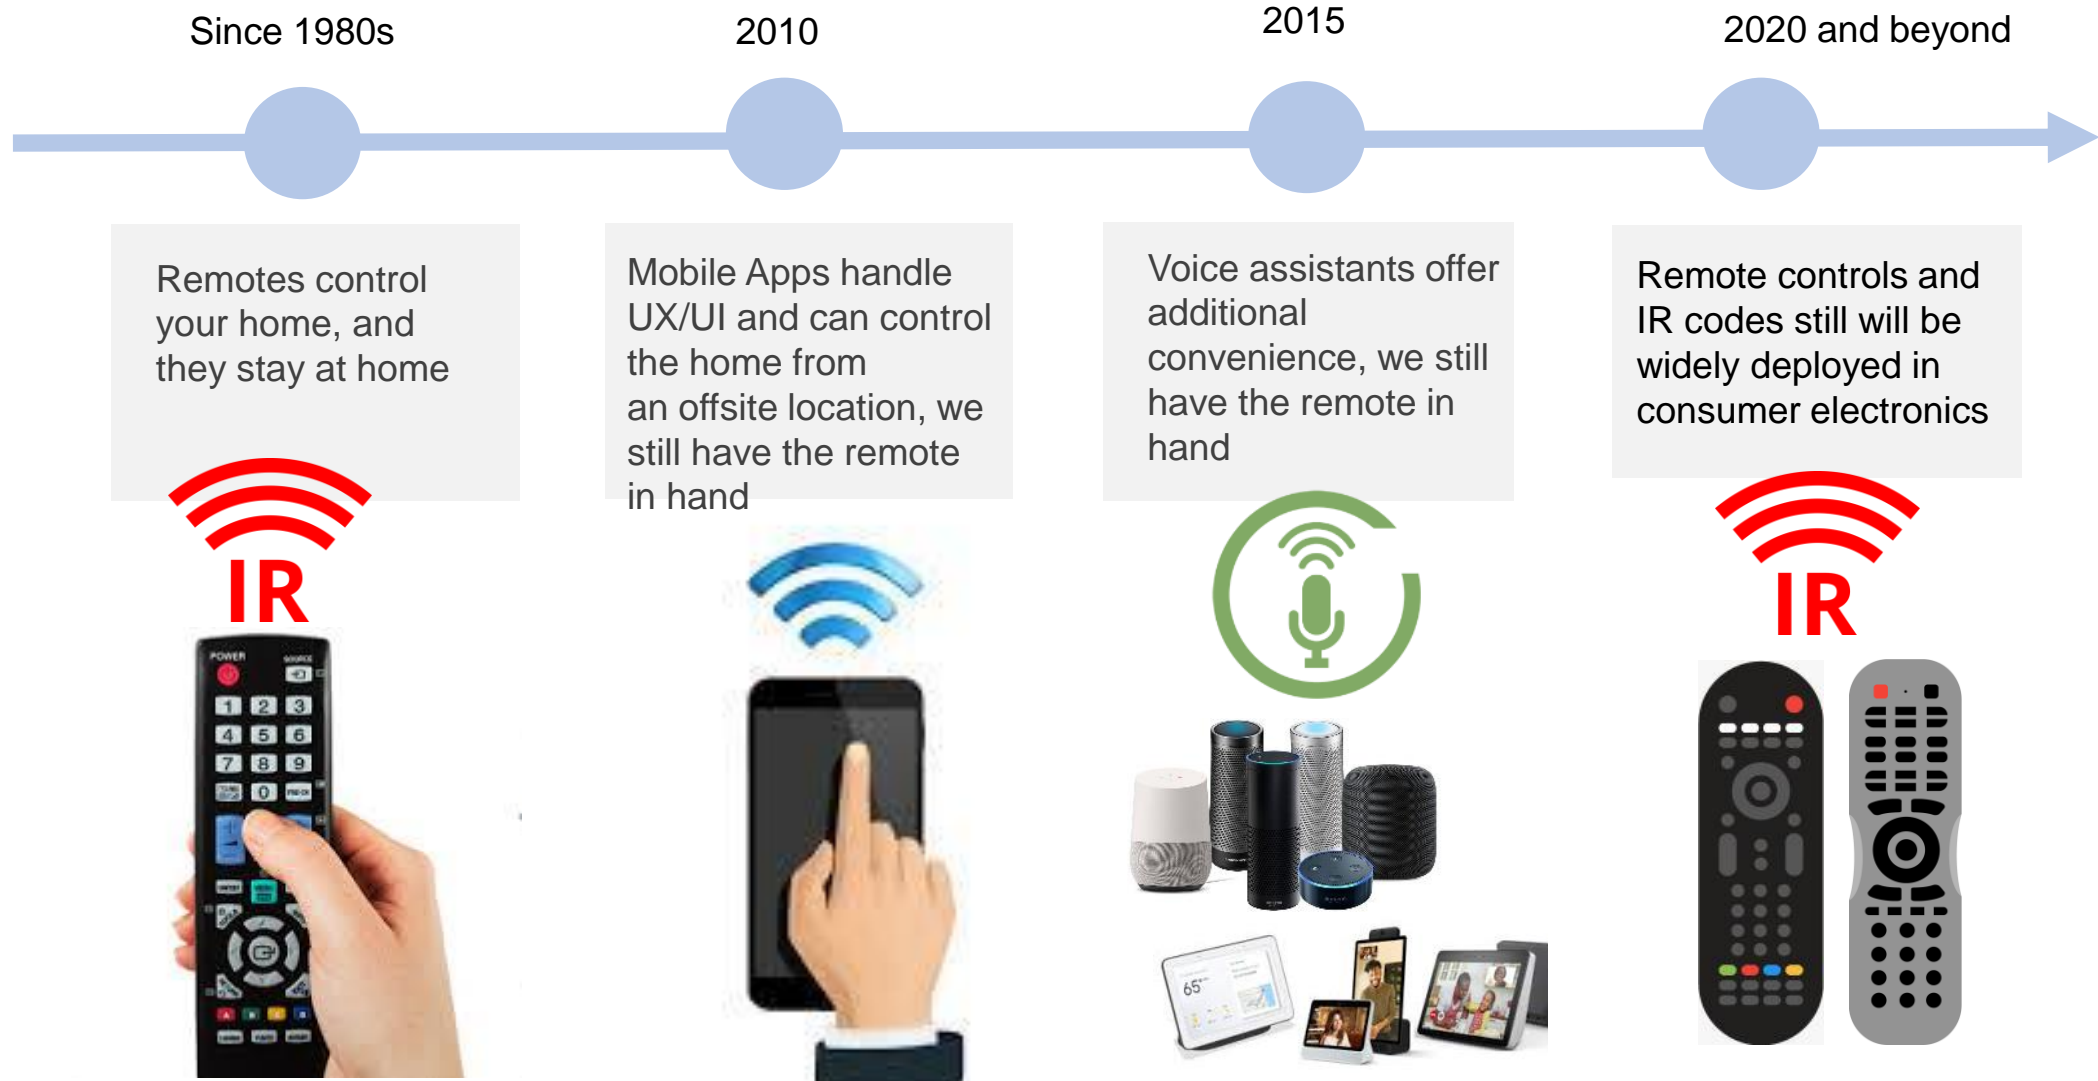 Since 1980s
2010
2015
2020 and beyond
Remotes control
your home, and
they stay at home
Mobile Apps handle
UX/UI and can control
the home from
an offsite location, we
still have the remote
in hand
Voice assistants offer
additional
convenience, we still
have the remote in
hand
Remote controls and
IR codes still will be
widely deployed in
consumer electronics
IR
IR
POWER
SOURCE
1 2 3
4 5 6
7 8 9
0 PRE-CH
MENU
A B C D
65°